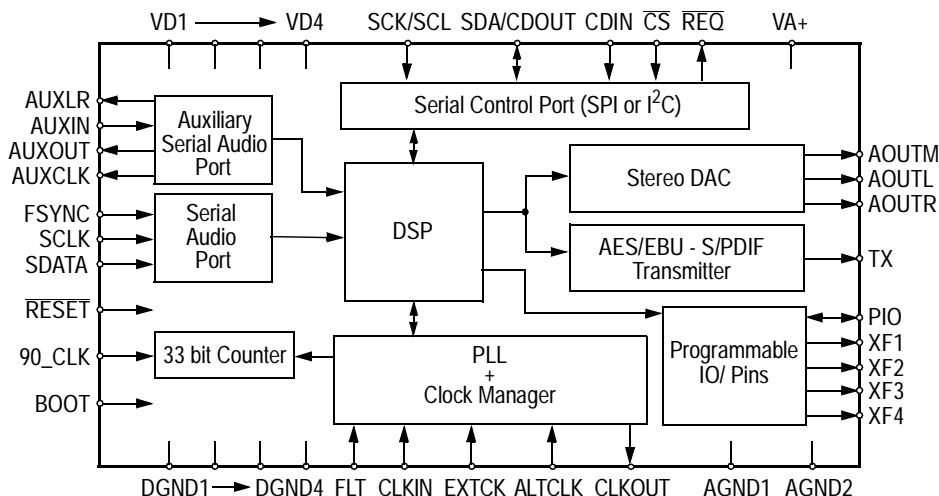 VD1 VD4 SCK/SCL SDA/CDOUT CDIN CS REQ VA+
Serial Control Port (SPI or I²C)
AUXLR
AUXIN
AUXOUT
AUXCLK
Auxiliary
Serial Audio
Port
FSYNC
SCLK
SDATA
Serial
Audio
Port
DSP
Stereo DAC
AOUTM
AOUTL
AOUTR
AES/EBU - S/PDIF
Transmitter
TX
RESET
90_CLK
BOOT
33 bit Counter
PLL
+
Clock Manager
Programmable
IO/ Pins
PIO
XF1
XF2
XF3
XF4
DGND1 DGND4 FLT CLKIN EXTCK ALTCLK CLKOUT AGND1 AGND2